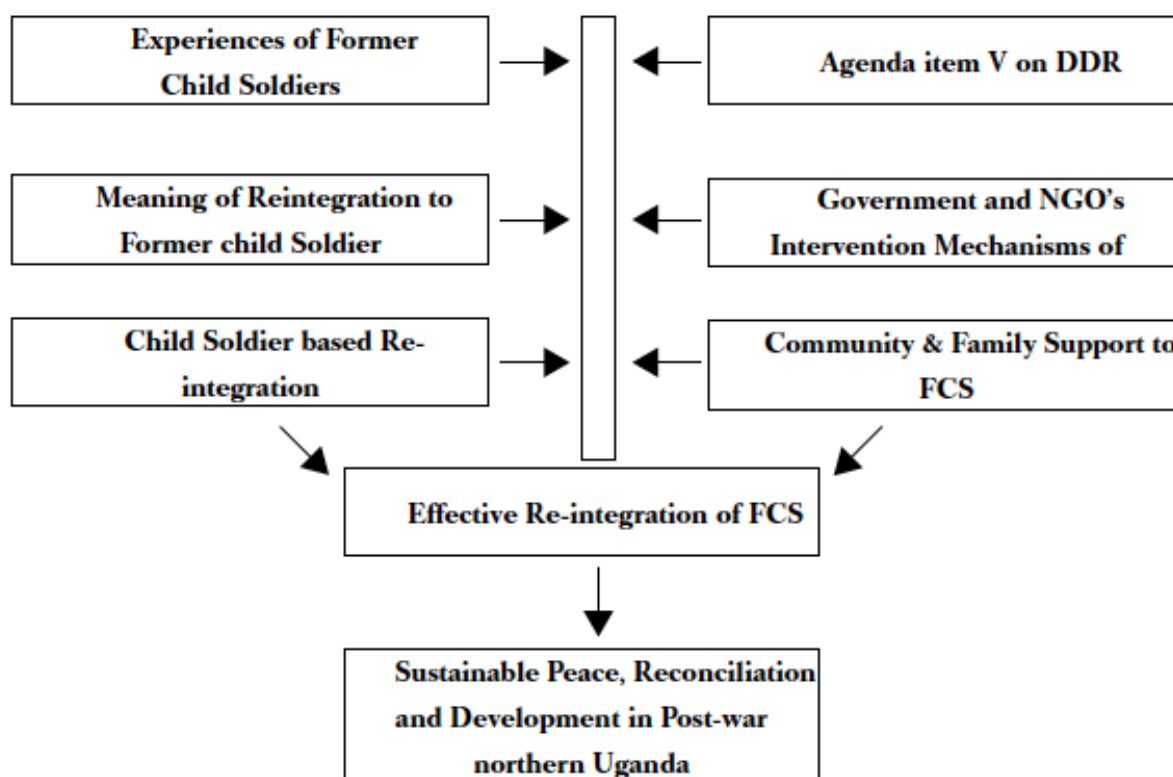 Experiences of Former
Child Soldiers
Agenda item V on DDR
Meaning of Reintegration to
Former child Soldier
Government and NGO's
Intervention Mechanisms of
Child Soldier based Re-
integration
Community & Family Support to
FCS
Effective Re-integration of FCS
Sustainable Peace, Reconciliation
and Development in Post-war
northern Uganda